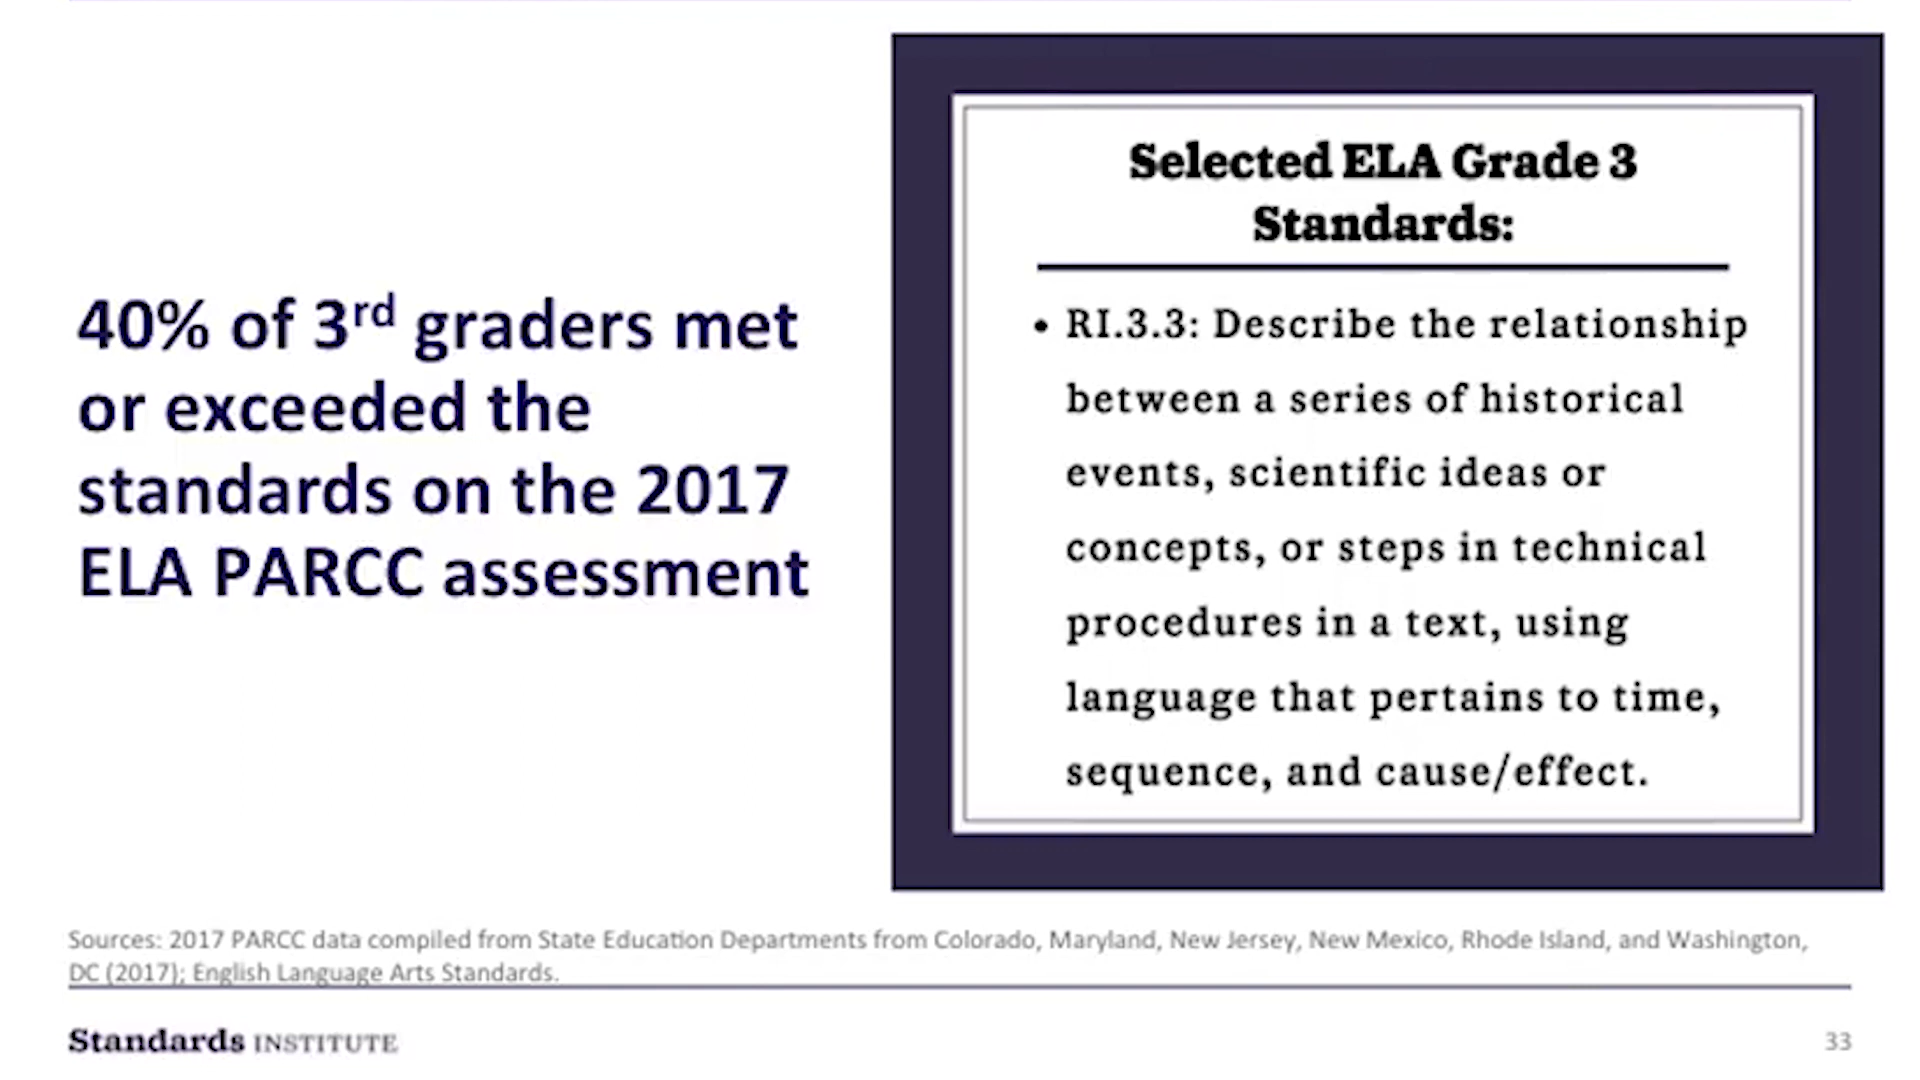 40% of 3rd graders met
or exceeded the
standards on the 2017
ELA PARCC assessment
Selected ELA Grade 3
Standards:
• RI.3.3: Describe the relationship
between a series of historical
events, scientific ideas or
concepts, or steps in technical
procedures in a text, using
language that pertains to time,
sequence, and cause/effect.
Sources: 2017 PARCC data compiled from State Education Departments from Colorado, Maryland, New Jersey, New Mexico, Rhode Island, and Washington,
DC (2017); English Language Arts Standards.
Standards INSTITUTE
33